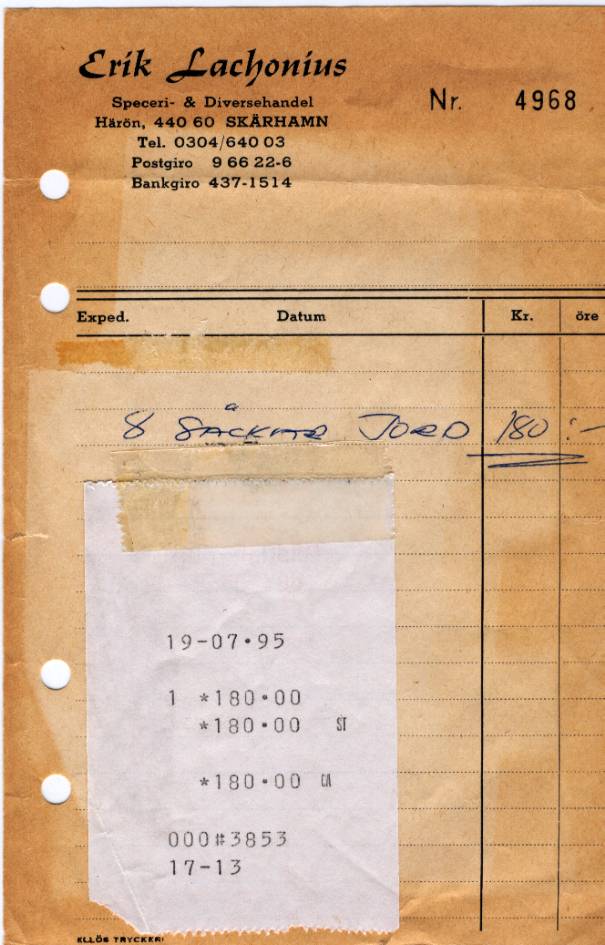 Erik Lachonius
Nr. 4968
Speceri- & Diversehandel
Härön, 440 60 SKÄRHAMN
Tel. 0304/640 03
Postgiro 9 66 22-6
Bankgiro 437-1514
Exped. Datum Kr. öre
8 SÄCKAR JORD 180:-
19-07•95
1 *180•00
*180•00 ST
*180•00 CA
000#3853
17-13
ELLÖS TRYCKERI